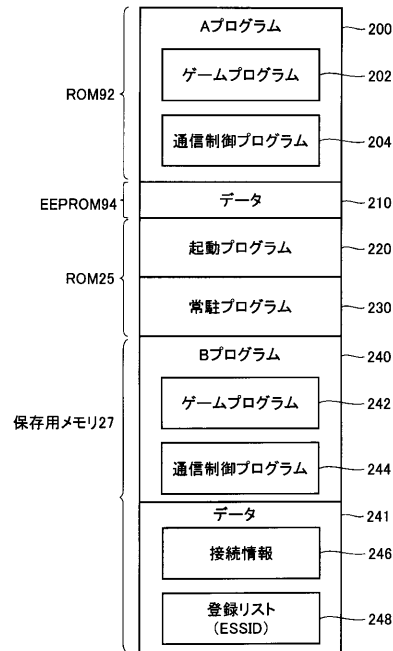 Aプログラム
200
ゲームプログラム
202
ROM92
通信制御プログラム
204
EEPROM94
データ
210
起動プログラム
220
ROM25
常駐プログラム
230
Bプログラム
240
ゲームプログラム
242
保存用メモリ27
通信制御プログラム
244
データ
241
接続情報
246
登録リスト
(ESSID)
248